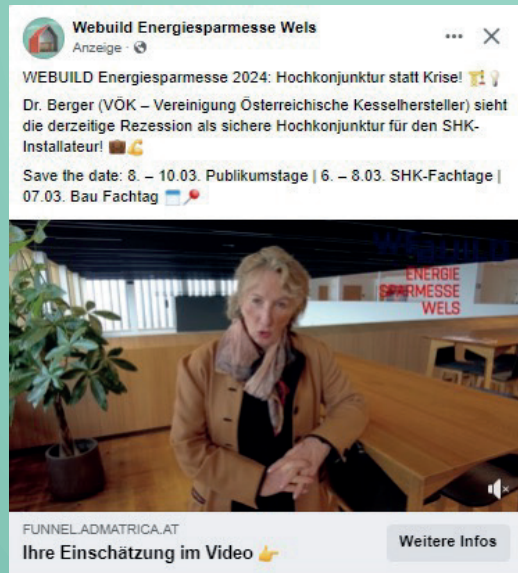 Webuild Energiesparmesse Wels
Anzeige ·
WEBUILD Energiesparmesse 2024: Hochkonjunktur statt Krise! 🏗️💡
Dr. Berger (VÖK – Vereinigung Österreichische Kesselhersteller) sieht
die derzeitige Rezession als sichere Hochkonjunktur für den SHK-
Installateur! 💼💪
Save the date: 8. – 10.03. Publikumstage | 6. – 8.03. SHK-Fachtage |
07.03. Bau Fachtag 🗓️📍
WEBUILD
ENERGIE
SPARMESSE
WELS
FUNNEL.ADMATRICA.AT
Ihre Einschätzung im Video 👉
Weitere Infos